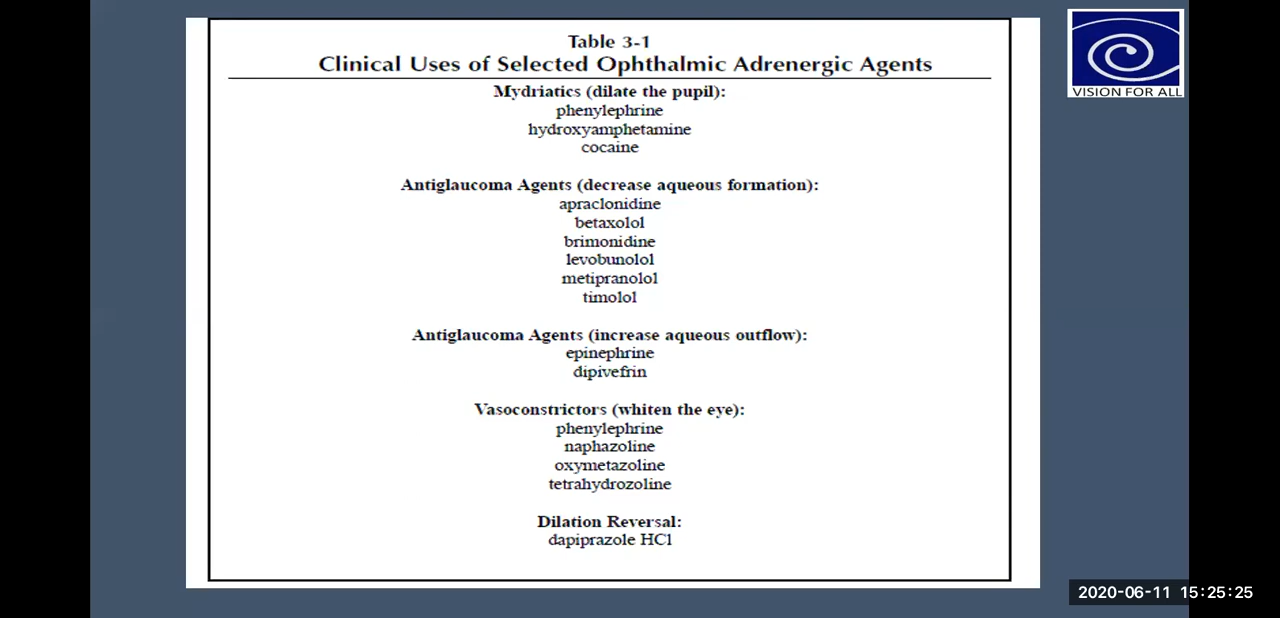 Table 3-1
Clinical Uses of Selected Ophthalmic Adrenergic Agents
Mydriatics (dilate the pupil):
phenylephrine
hydroxyamphetamine
cocaine
Antiglaucoma Agents (decrease aqueous formation):
apraclonidine
betaxolol
brimonidine
levobunolol
metipranolol
timolol
Antiglaucoma Agents (increase aqueous outflow):
epinephrine
dipivefrin
Vasoconstrictors (whiten the eye):
phenylephrine
naphazoline
oxymetazoline
tetrahydrozoline
Dilation Reversal:
dapiprazole HCl
VISION FOR ALL
2020-06-11 15:25:25